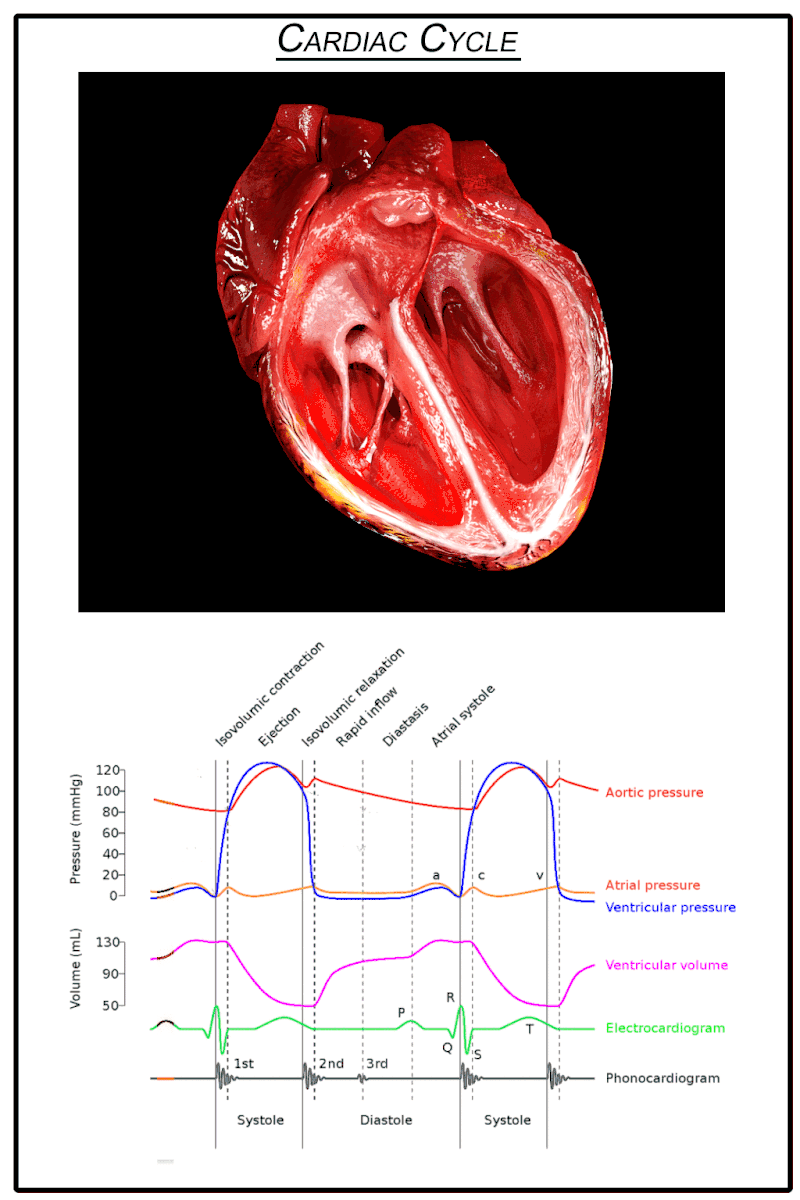 CARDIAC CYCLE
Isovolumic contraction
Ejection
Isovolumic relaxation
Rapid inflow
Diastasis
Atrial systole
Pressure (mmHg)
120
100
80
60
40
20
0
a
c
v
Aortic pressure
Atrial pressure
Ventricular pressure
Volume (mL)
130
90
50
Ventricular volume
R
P
T
Q
S
Electrocardiogram
1st
2nd
3rd
Phonocardiogram
Systole
Diastole
Systole